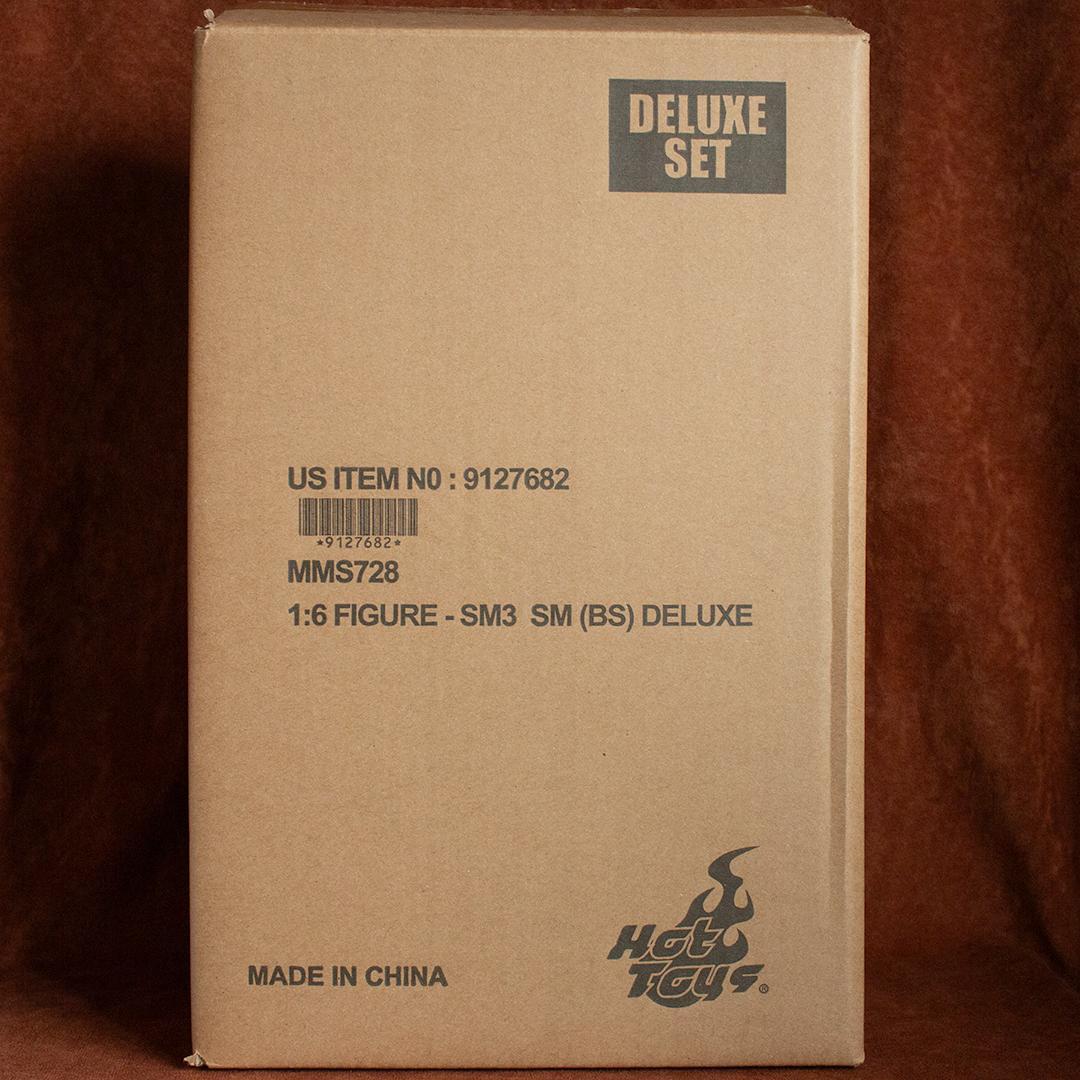 DELUXE
SET
US ITEM N0 : 9127682
*9127682*
MMS728
1:6 FIGURE - SM3 SM (BS) DELUXE
MADE IN CHINA
Hot
Toys®